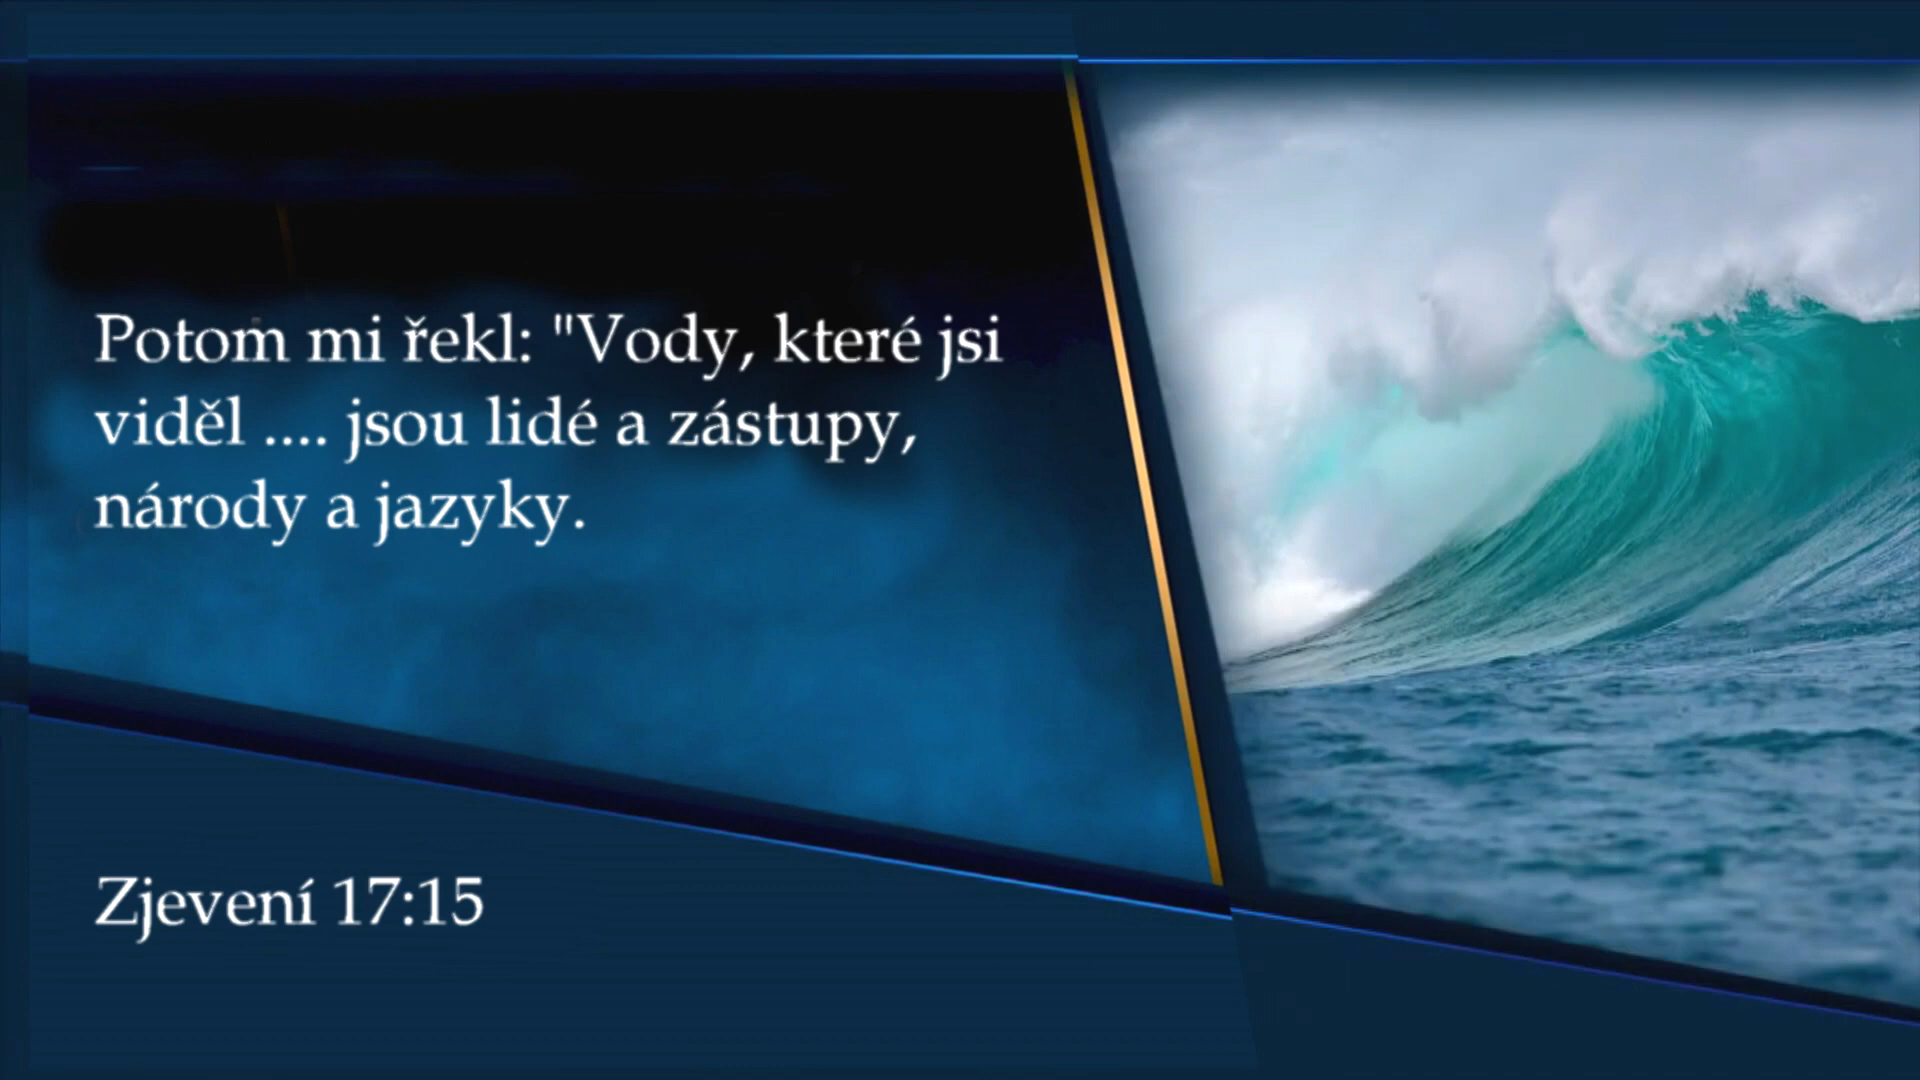 Potom mi řekl: "Vody, které jsi
viděl .... jsou lidé a zástupy,
národy a jazyky.
Zjevení 17:15